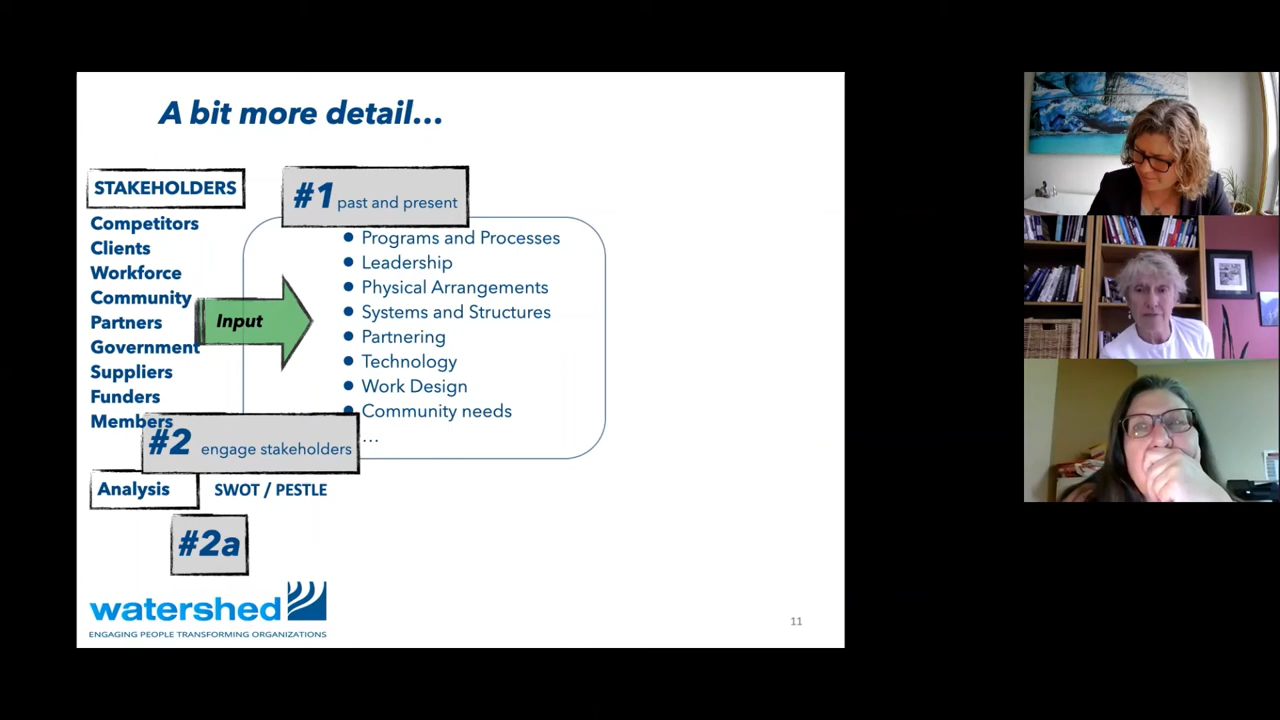 A bit more detail...
STAKEHOLDERS
Competitors
Clients
Workforce
Community
Partners
Government
Suppliers
Funders
Members
Input
#1 past and present
Programs and Processes
Leadership
Physical Arrangements
Systems and Structures
Partnering
Technology
Work Design
Community needs
...
#2 engage stakeholders
Analysis SWOT / PESTLE
#2a
watershed
ENGAGING PEOPLE TRANSFORMING ORGANIZATIONS
11